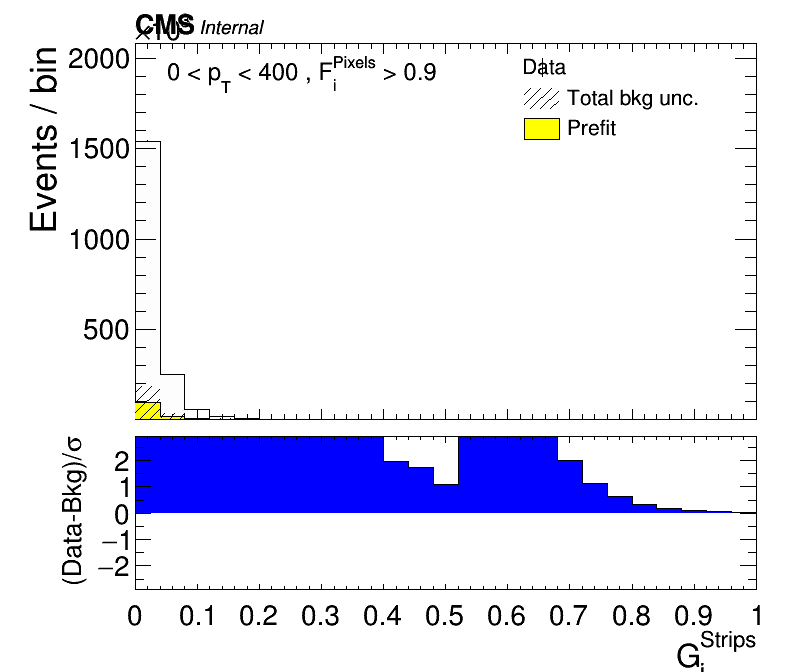 CMS Internal
×10
2000
0 < p_T < 400 , F_i^Pixels > 0.9
Data
Total bkg unc.
Prefit
Events / bin
1500
1000
500
(Data-Bkg)/σ
2
1
0
−1
−2
0 0.1 0.2 0.3 0.4 0.5 0.6 0.7 0.8 0.9 1
G_i^Strips